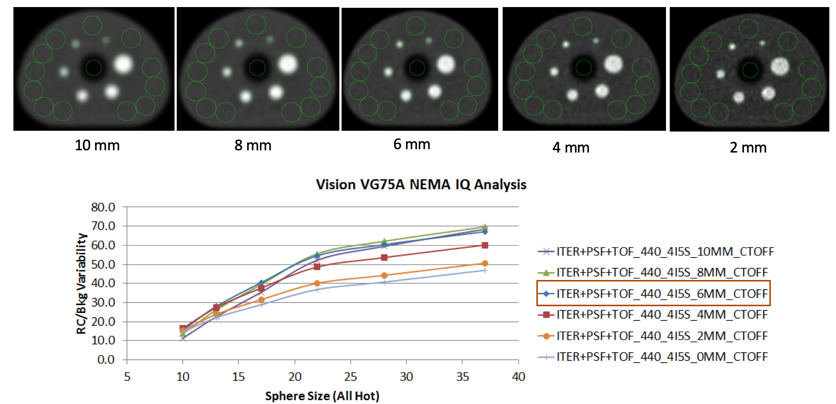 10 mm 8 mm 6 mm 4 mm 2 mm
Vision VG75A NEMA IQ Analysis
RC/Bkg Variability
80.0
70.0
60.0
50.0
40.0
30.0
20.0
10.0
0.0
5 10 15 20 25 30 35 40
Sphere Size (All Hot)
ITER+PSF+TOF_440_4I5S_10MM_CTOFF
ITER+PSF+TOF_440_4I5S_8MM_CTOFF
ITER+PSF+TOF_440_4I5S_6MM_CTOFF
ITER+PSF+TOF_440_4I5S_4MM_CTOFF
ITER+PSF+TOF_440_4I5S_2MM_CTOFF
ITER+PSF+TOF_440_4I5S_0MM_CTOFF